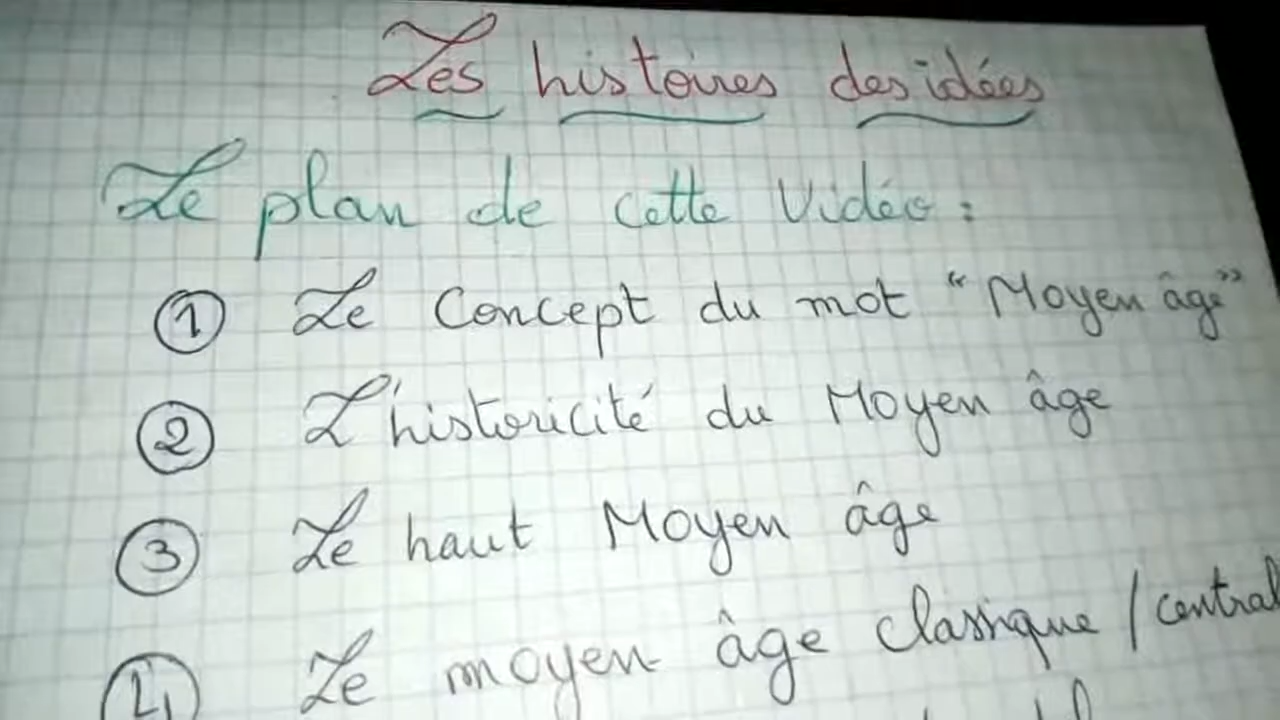 Les histoires des idées
Le plan de cette Vidéo :
1 Le Concept du mot "Moyen âge"
2 L'historicité du Moyen âge
3 Le haut Moyen âge
4 Le moyen âge classique / central